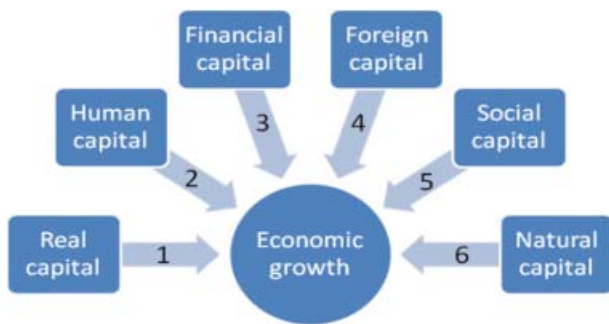 Financial
capital
Foreign
capital
Human
capital
3
4
Social
capital
2
5
Real
capital
1
Economic
growth
6
Natural
capital